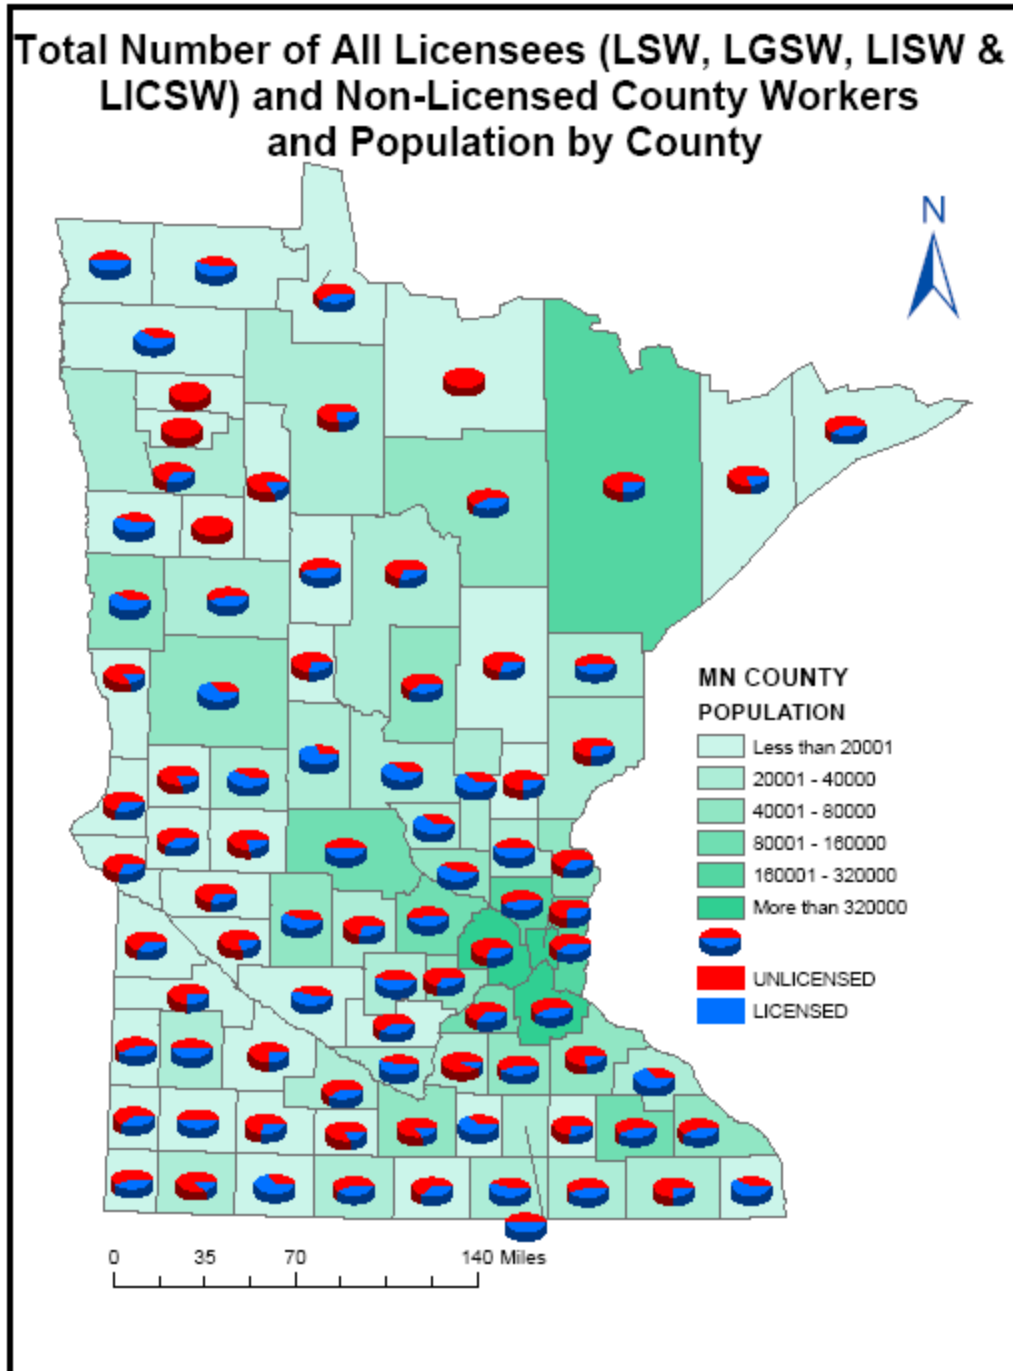 Total Number of All Licensees (LSW, LGSW, LISW &
LICSW) and Non-Licensed County Workers
and Population by County
N
MN COUNTY
POPULATION
Less than 20001
20001 - 40000
40001 - 80000
80001 - 160000
160001 - 320000
More than 320000
UNLICENSED
LICENSED
0 35 70 140 Miles